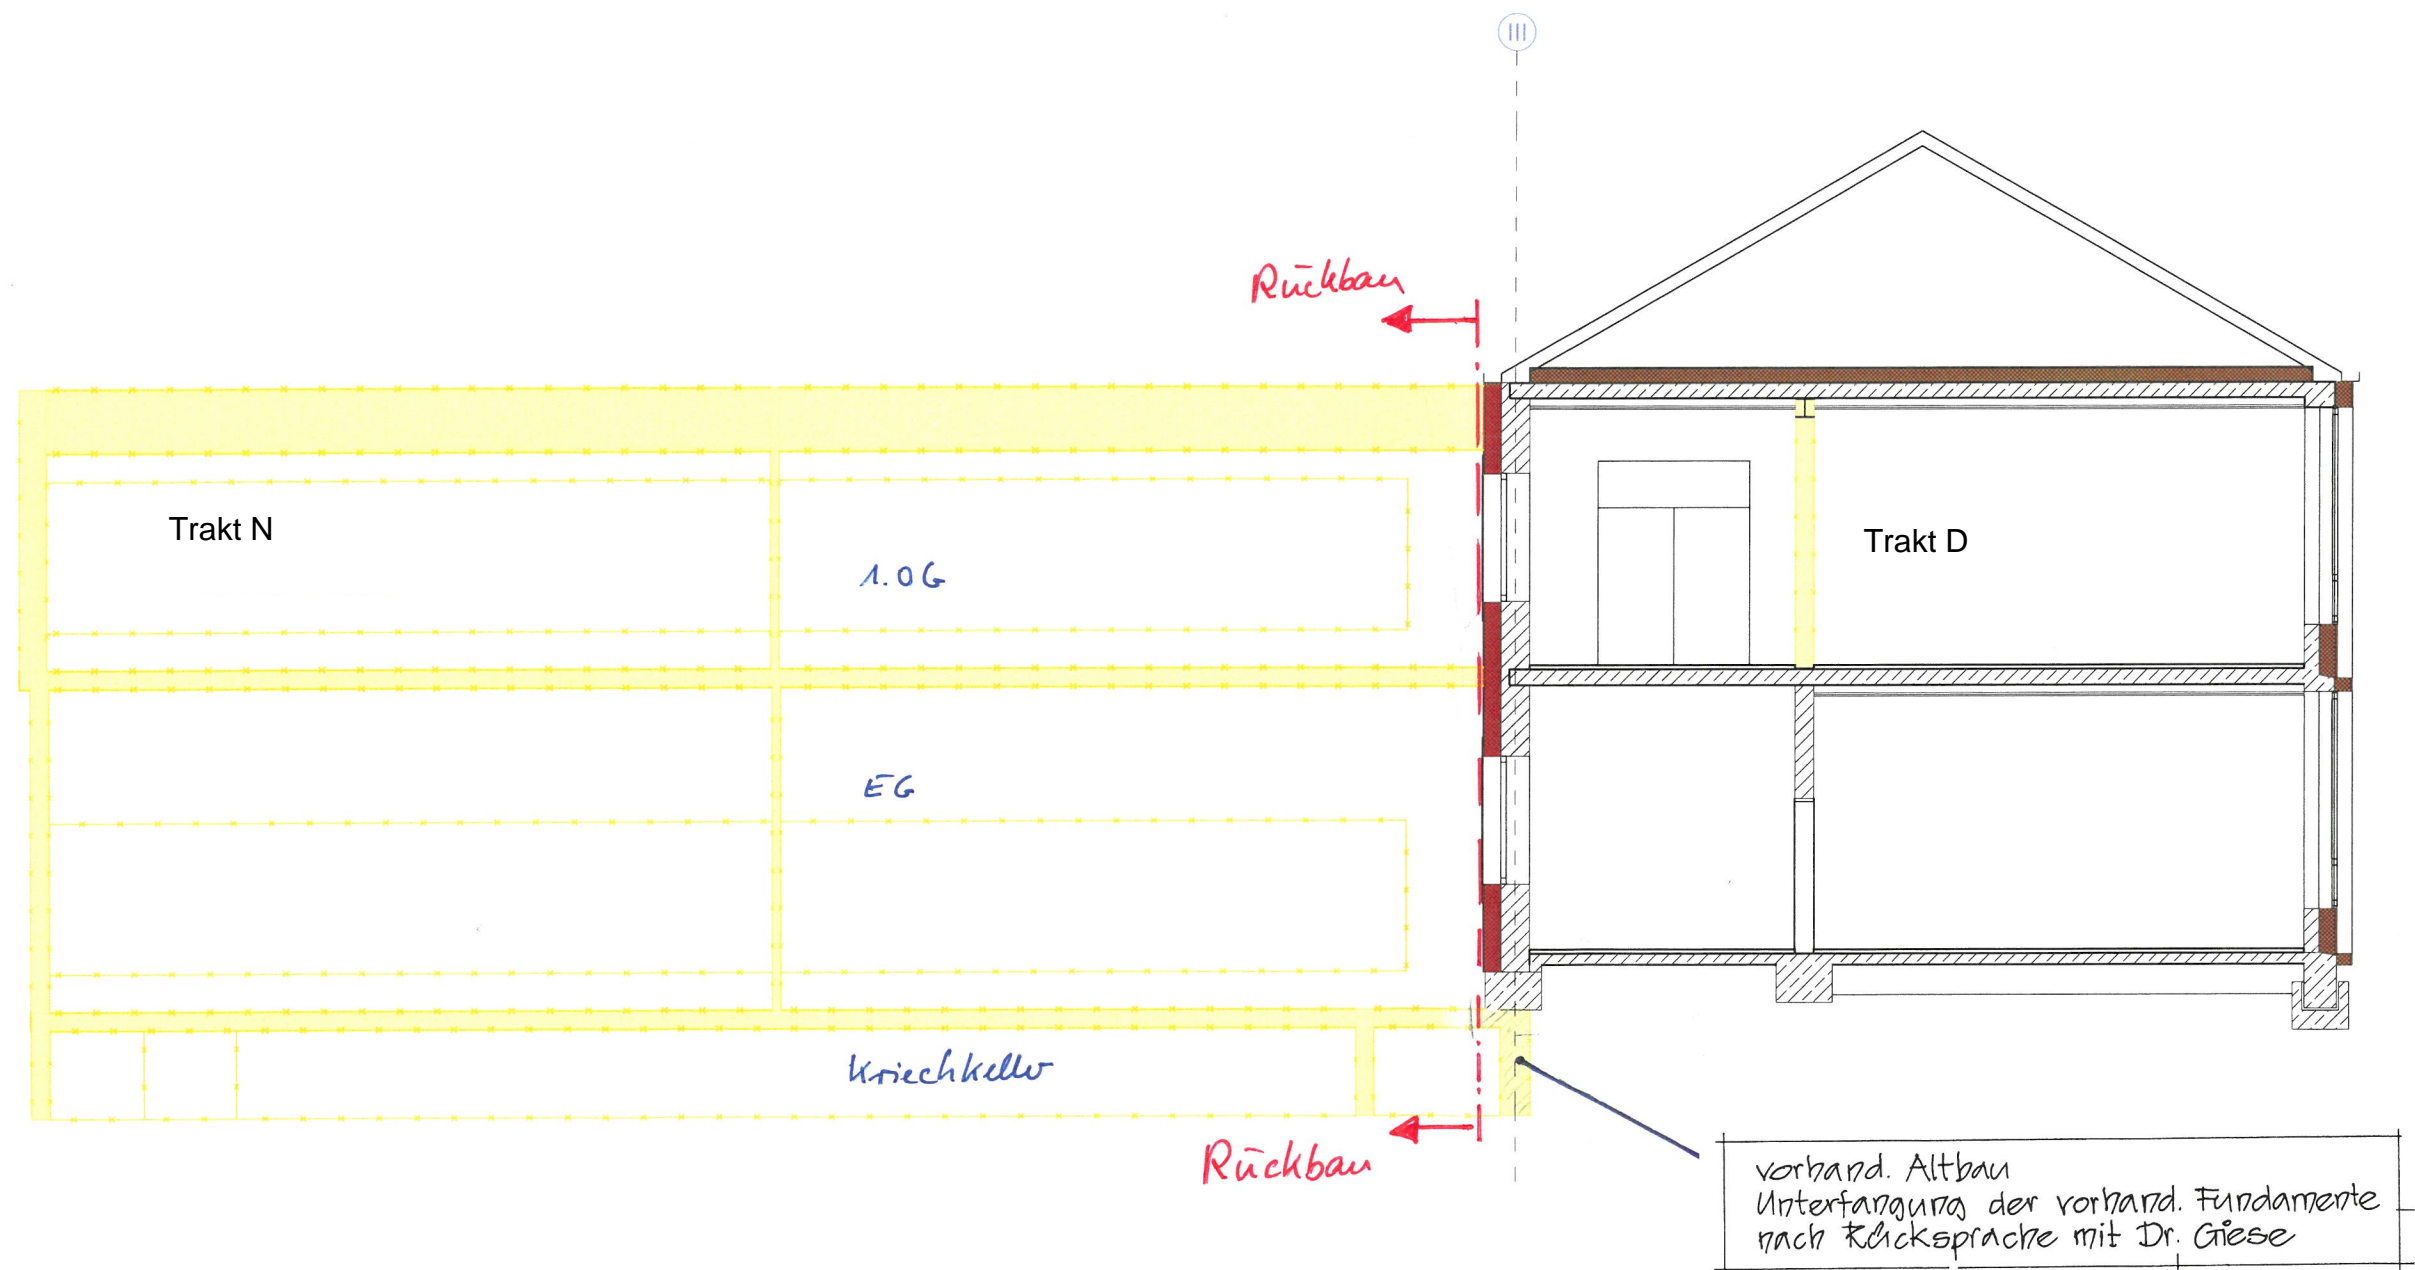 III
Rückbau
Trakt N
Trakt D
1.OG
EG
Kriechkeller
Rückbau
vorhand. Altbau
Unterfangung der vorhand. Fundamente
nach Rücksprache mit Dr. Giese